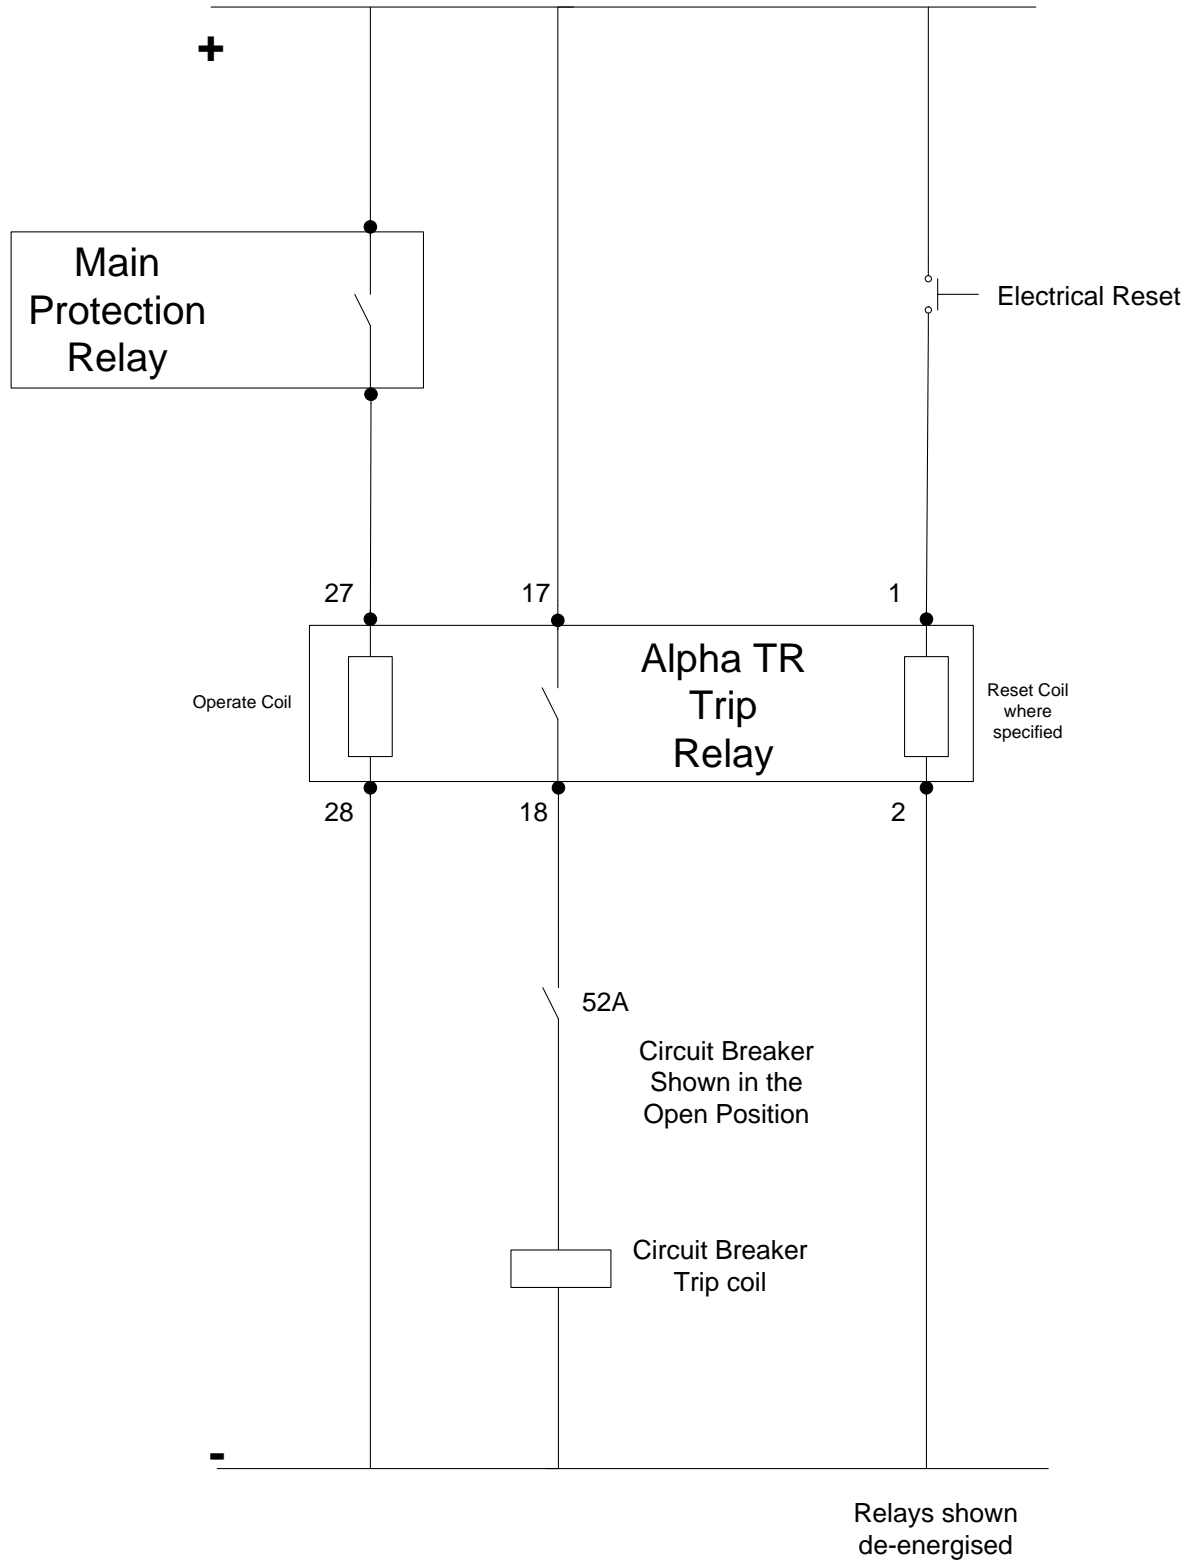 +
Main
Protection
Relay
Electrical Reset
27
17
1
Operate Coil
Alpha TR
Trip
Relay
Reset Coil
where
specified
28
18
2
52A
Circuit Breaker
Shown in the
Open Position
Circuit Breaker
Trip coil
-
Relays shown
de-energised